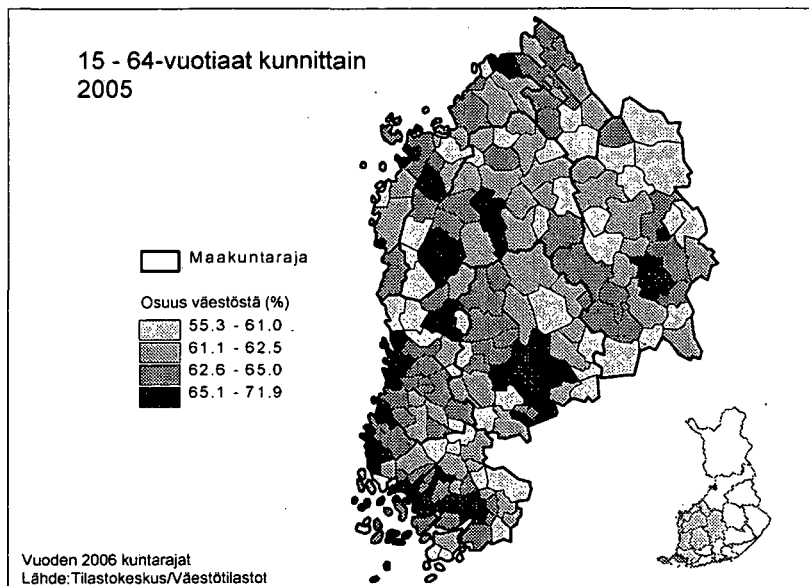 15 - 64-vuotiaat kunnittain
2005
Maakuntaraja
Osuus väestöstä (%)
55.3 - 61.0
61.1 - 62.5
62.6 - 65.0
65.1 - 71.9
Vuoden 2006 kuntarajat
Lähde:Tilastokeskus/Väestötilastot